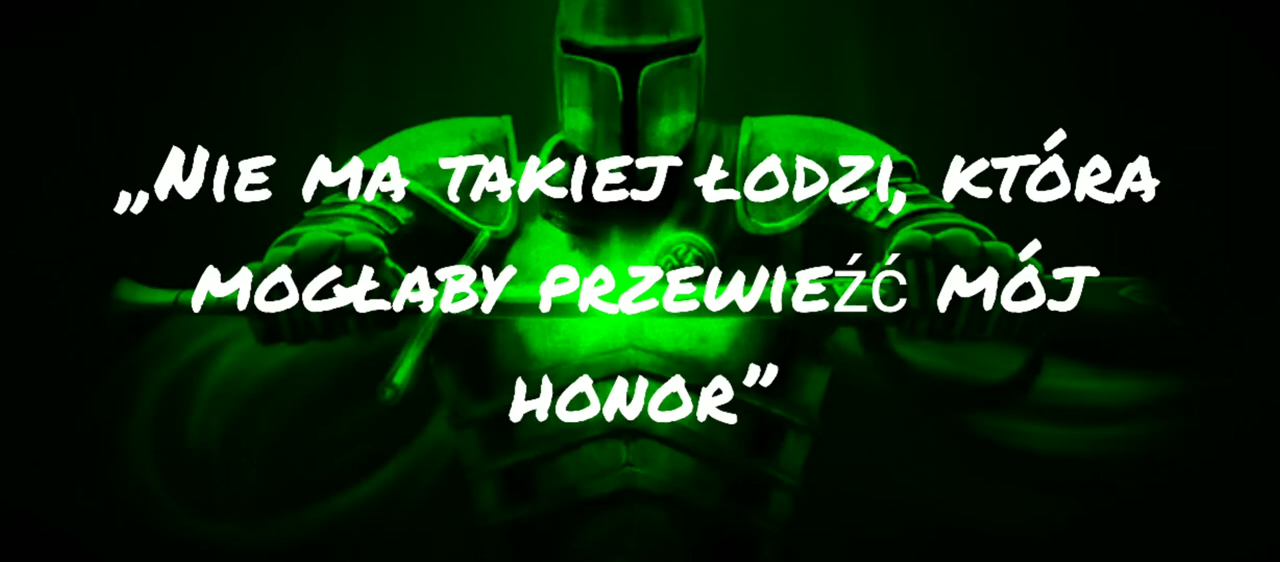 „Nie ma takiej łodzi, która
mogłaby przewieźć mój
honor”